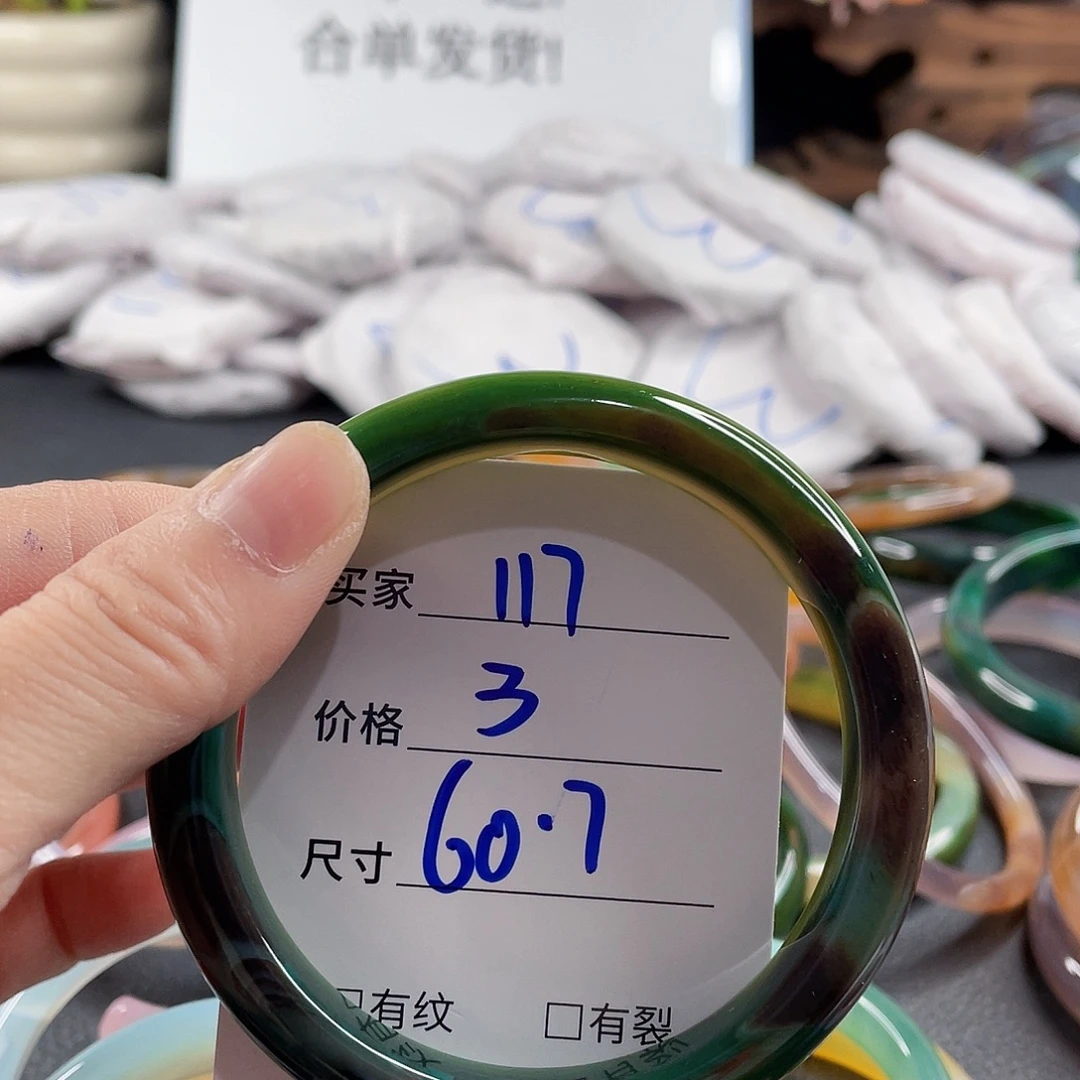 合单发货!
买家 117
价格 3
尺寸 60.7
□有纹 □有裂